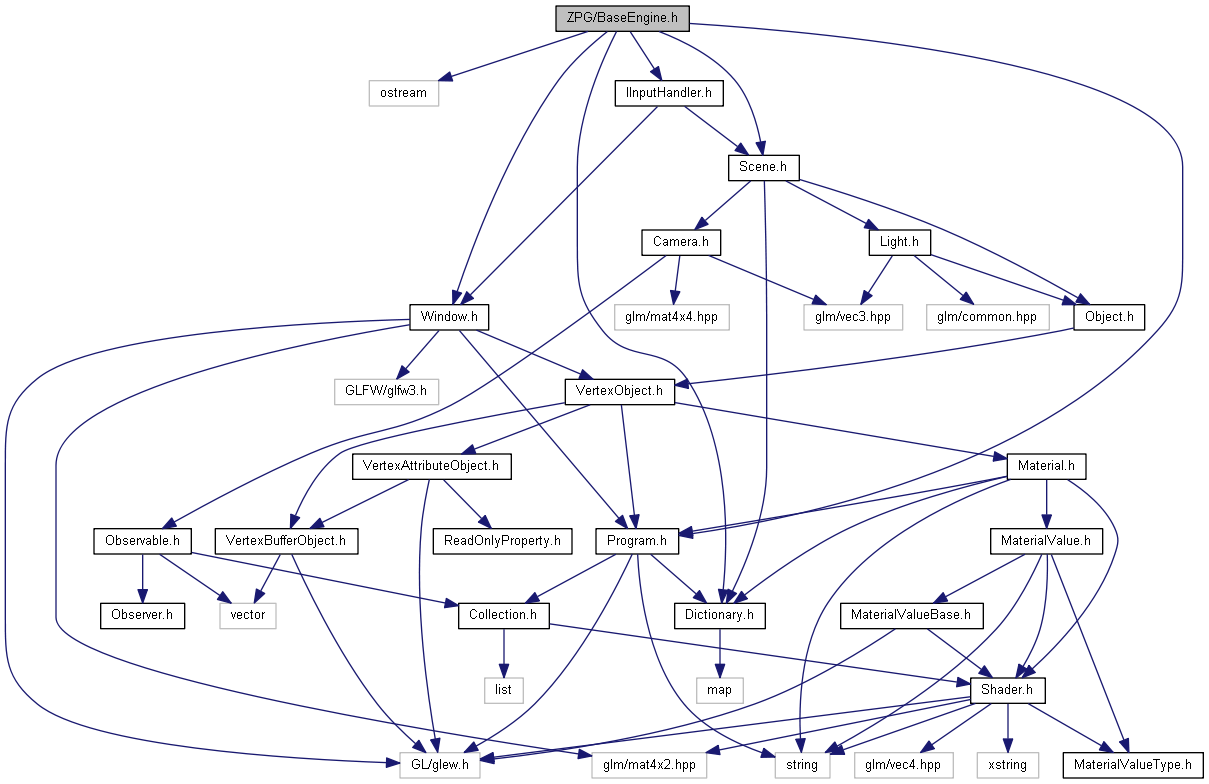 ZPG/BaseEngine.h
ostream
IInputHandler.h
Scene.h
Camera.h
Light.h
Window.h
glm/mat4x4.hpp
glm/vec3.hpp
glm/common.hpp
Object.h
GLFW/glfw3.h
VertexObject.h
VertexAttributeObject.h
Material.h
Observable.h
VertexBufferObject.h
ReadOnlyProperty.h
Program.h
MaterialValue.h
Observer.h
vector
Collection.h
Dictionary.h
MaterialValueBase.h
list
map
Shader.h
GL/glew.h
glm/mat4x2.hpp
string
glm/vec4.hpp
xstring
MaterialValueType.h